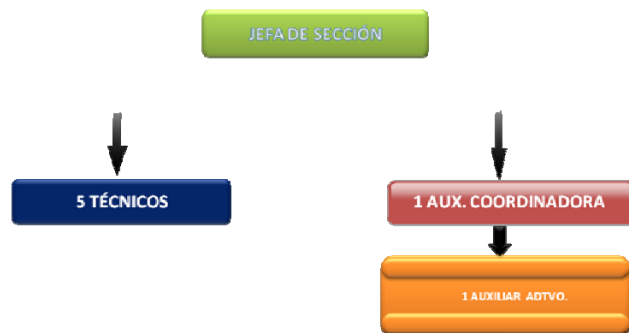 JEFA DE SECCIÓN
5 TÉCNICOS
1 AUX. COORDINADORA
1 AUXILIAR ADTVO.